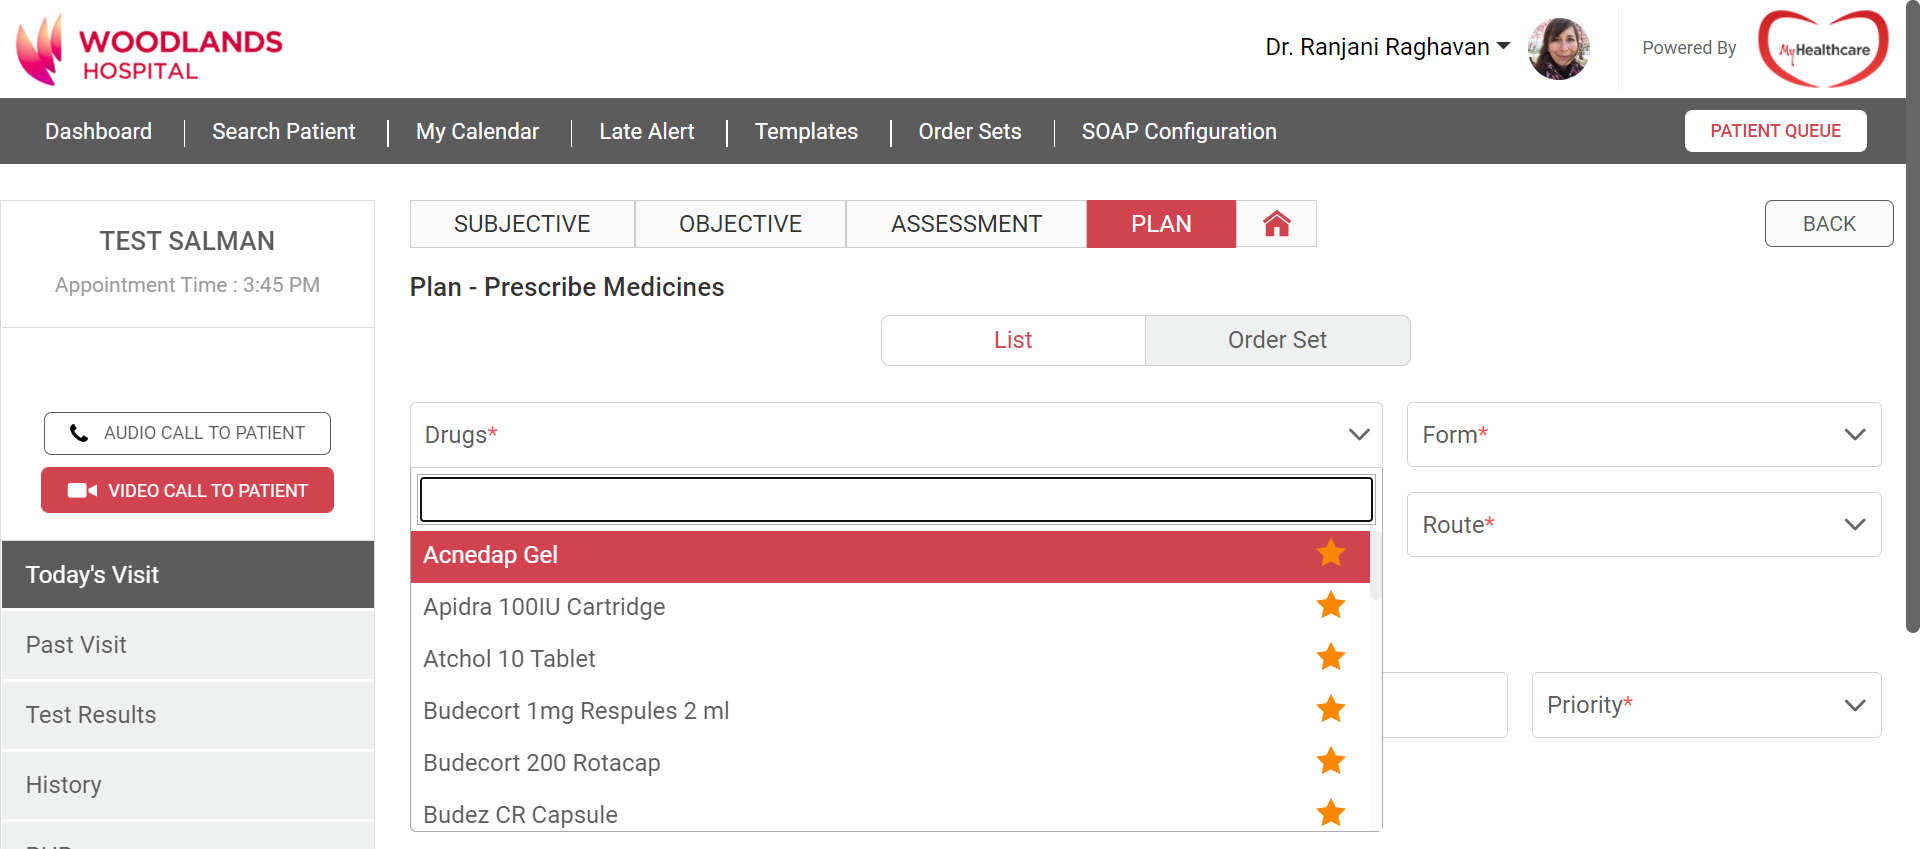 WOODLANDS
HOSPITAL
Dr. Ranjani Raghavan
Powered By
MyHealthcare
Dashboard
Search Patient
My Calendar
Late Alert
Templates
Order Sets
SOAP Configuration
PATIENT QUEUE
TEST SALMAN
Appointment Time : 3:45 PM
AUDIO CALL TO PATIENT
VIDEO CALL TO PATIENT
Today's Visit
Past Visit
Test Results
History
SUBJECTIVE
OBJECTIVE
ASSESSMENT
PLAN
BACK
Plan - Prescribe Medicines
List
Order Set
Drugs*
Form*
Route*
Acnedap Gel
Apidra 100IU Cartridge
Atchol 10 Tablet
Budecort 1mg Respules 2 ml
Budecort 200 Rotacap
Budez CR Capsule
Priority*